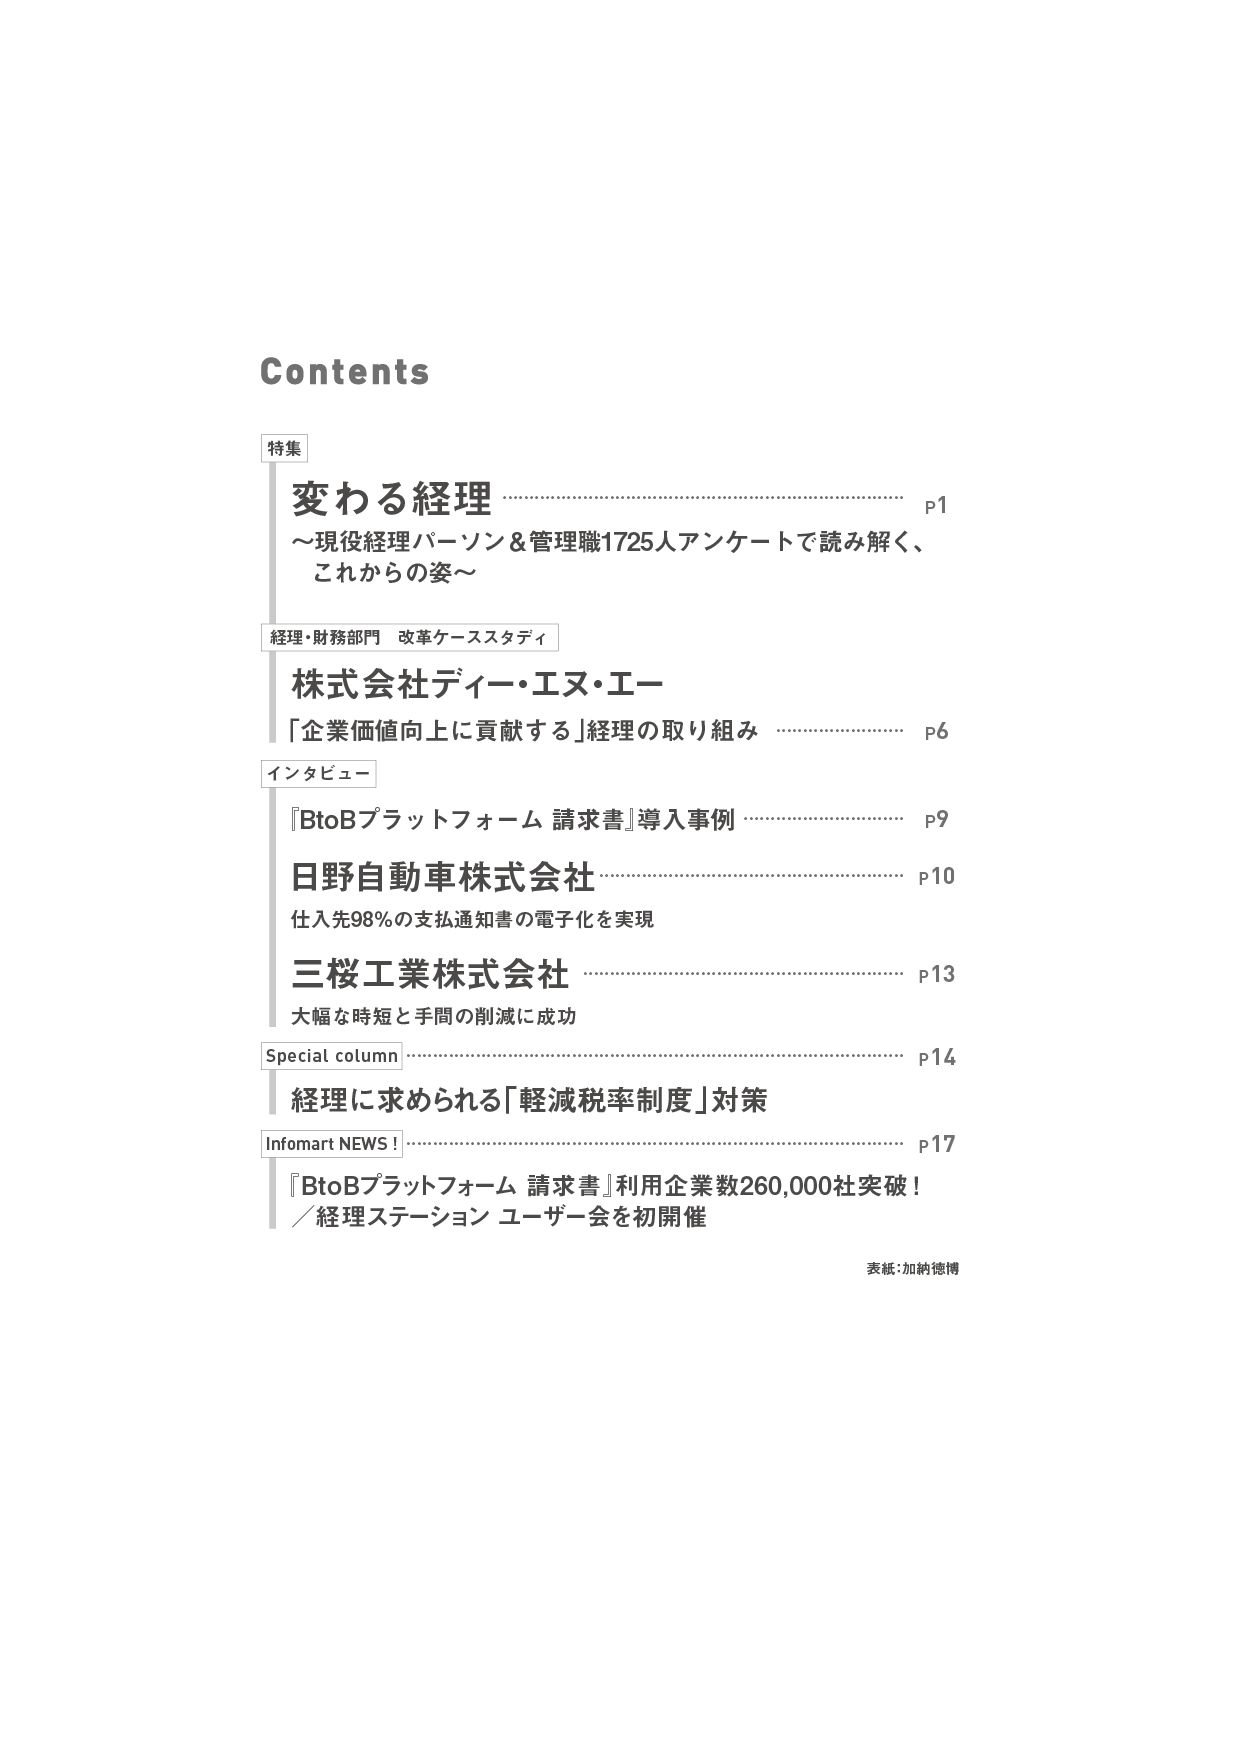 Contents
特集
変わる経理 P1
〜現役経理パーソン＆管理職1725人アンケートで読み解く、
これからの姿〜
経理・財務部門　改革ケーススタディ
株式会社ディー・エヌ・エー
「企業価値向上に貢献する」経理の取り組み P6
インタビュー
『BtoBプラットフォーム 請求書』導入事例 P9
日野自動車株式会社 P10
仕入先98%の支払通知書の電子化を実現
三桜工業株式会社 P13
大幅な時短と手間の削減に成功
Special column P14
経理に求められる「軽減税率制度」対策
Infomart NEWS！ P17
『BtoBプラットフォーム 請求書』利用企業数260,000社突破！
／経理ステーション ユーザー会を初開催
表紙：加納徳博